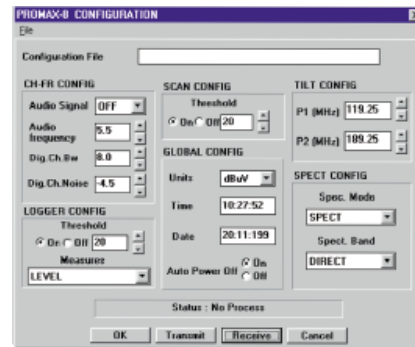 PROMAX-8 CONFIGURATION
File
Configuration File
CH-FR CONFIG
Audio Signal OFF
Audio frequency 5.5
Dig.Ch.Bw 8.0
Dig.Ch.Noise -4.5
LOGGER CONFIG
Threshold
On Off 20
Measures
LEVEL
SCAN CONFIG
Threshold
On Off 20
GLOBAL CONFIG
Units dBuV
Time 10:27:52
Date 20:11:199
Auto Power Off On Off
TILT CONFIG
P1 (MHz) 119.25
P2 (MHz) 189.25
SPECT CONFIG
Spec. Mode
SPECT
Spect. Band
DIRECT
Status : No Process
OK Transmit Receive Cancel